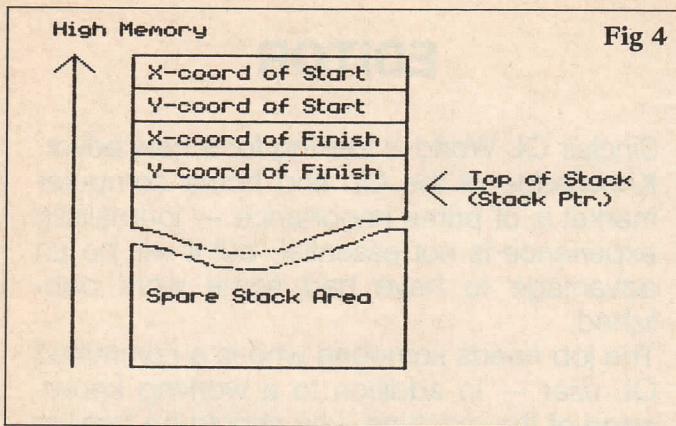 High Memory
Fig 4
X-coord of Start
Y-coord of Start
X-coord of Finish
Y-coord of Finish
Top of Stack
(Stack Ptr.)
Spare Stack Area